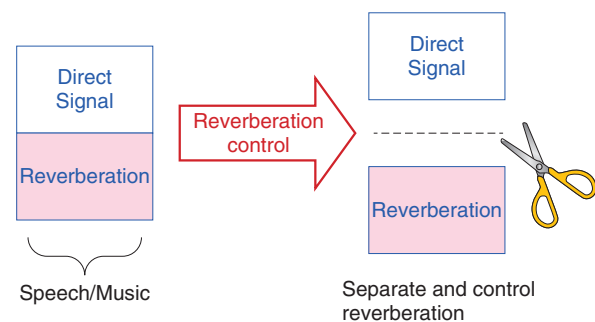 Direct
Signal
Reverberation
Speech/Music
Reverberation
control
Direct
Signal
Reverberation
Separate and control
reverberation